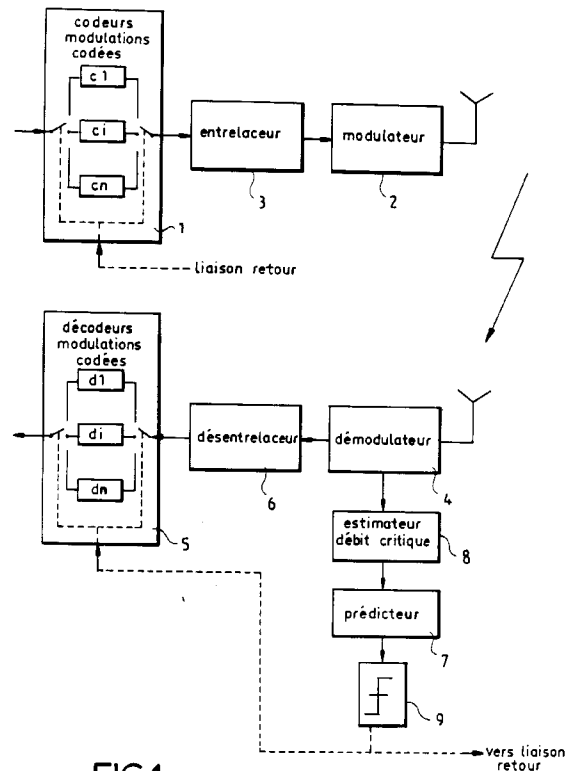 codeurs
modulations
codées
c1
ci
cn
1
entrelaceur
3
modulateur
2
liaison retour
décodeurs
modulations
codées
d1
di
dn
5
désentrelaceur
6
démodulateur
4
estimateur
débit critique
8
prédicteur
7
9
vers liaison
retour